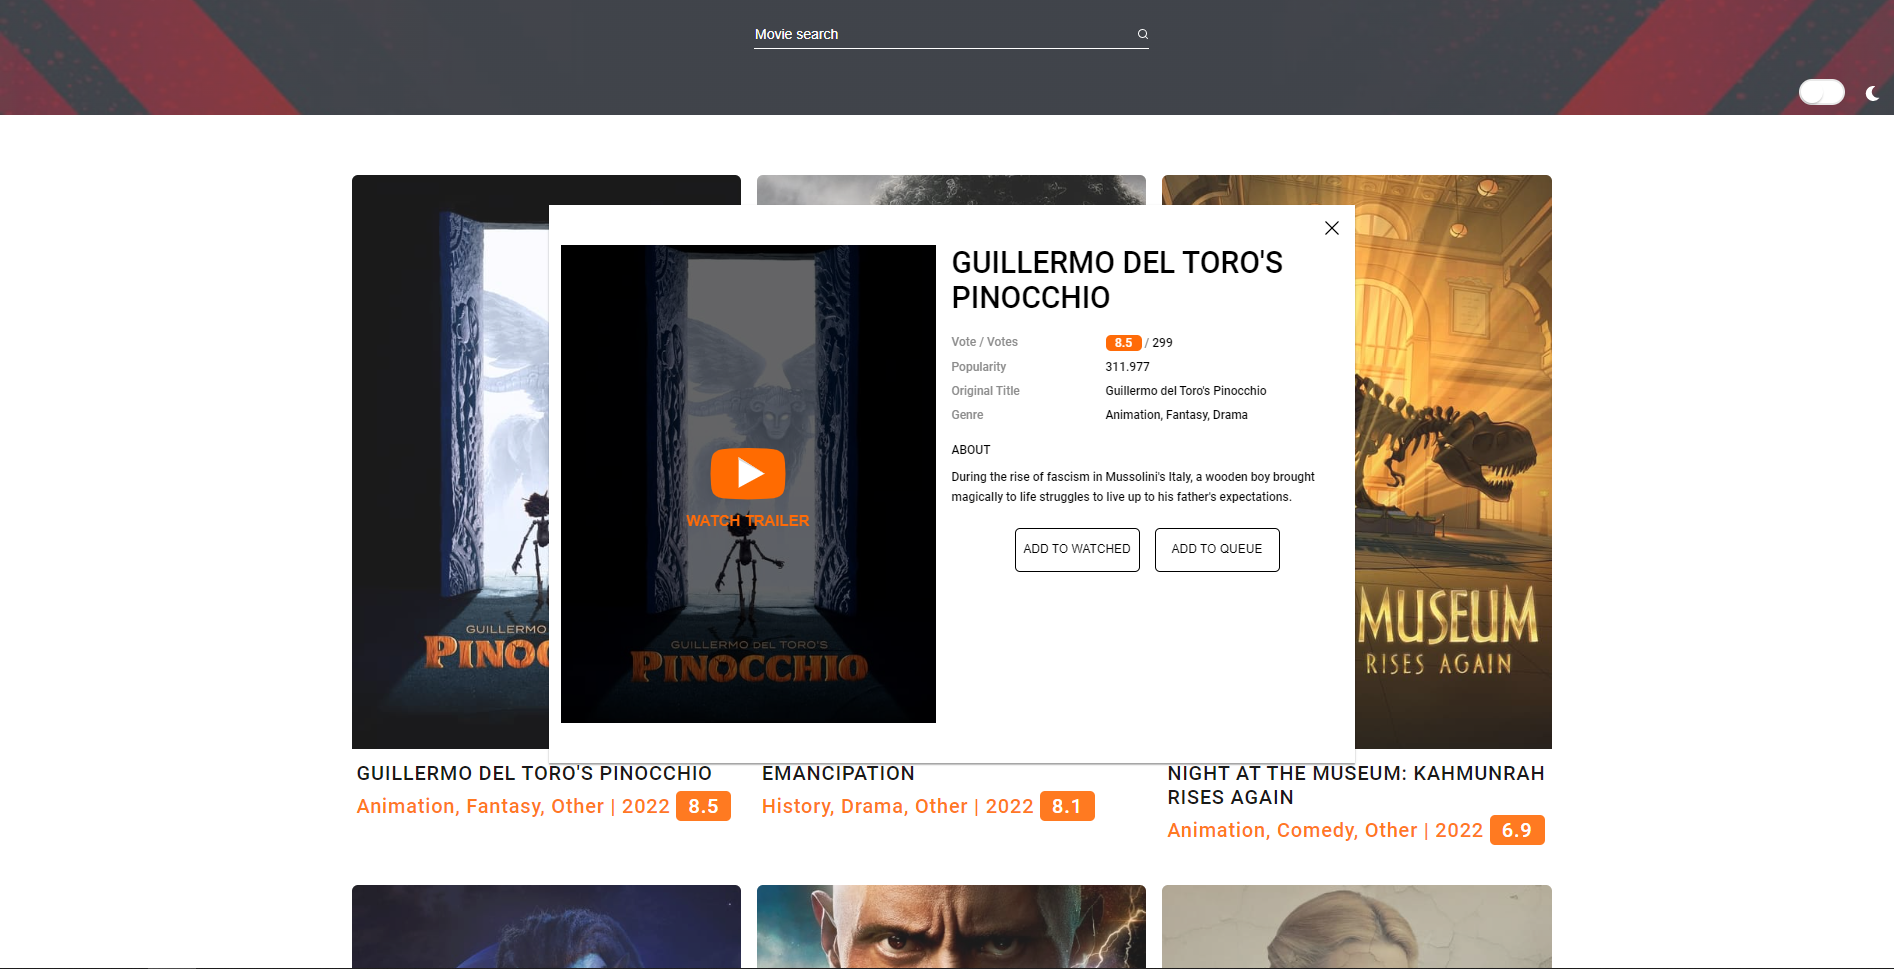 Movie search
GUILLERMO DEL TORO'S
PINOCCHIO
Vote / Votes
8.5 / 299
Popularity
311.977
Original Title
Guillermo del Toro's Pinocchio
Genre
Animation, Fantasy, Drama
ABOUT
During the rise of fascism in Mussolini's Italy, a wooden boy brought
magically to life struggles to live up to his father's expectations.
ADD TO WATCHED
ADD TO QUEUE
WATCH TRAILER
GUILLERMO DEL TORO'S
PINOCCHIO
GUILLERMO
PINOC
MUSEUM
RISES AGAIN
GUILLERMO DEL TORO'S PINOCCHIO
Animation, Fantasy, Other | 2022 8.5
EMANCIPATION
History, Drama, Other | 2022 8.1
NIGHT AT THE MUSEUM: KAHMUNRAH
RISES AGAIN
Animation, Comedy, Other | 2022 6.9